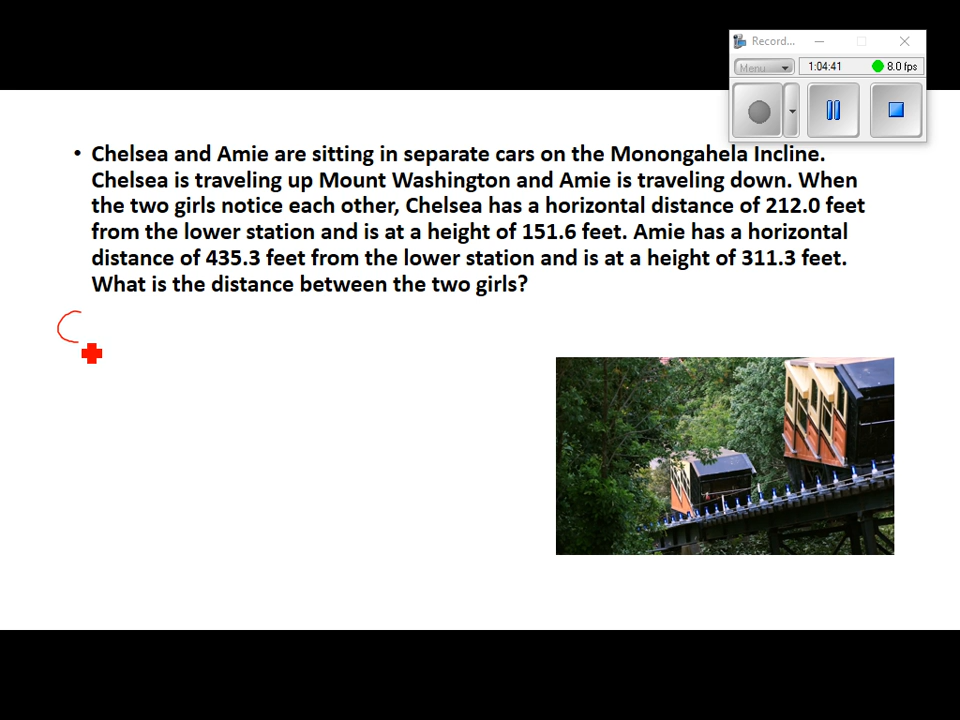 Record...
Menu
1:04:41
8.0 fps
• Chelsea and Amie are sitting in separate cars on the Monongahela Incline.
Chelsea is traveling up Mount Washington and Amie is traveling down. When
the two girls notice each other, Chelsea has a horizontal distance of 212.0 feet
from the lower station and is at a height of 151.6 feet. Amie has a horizontal
distance of 435.3 feet from the lower station and is at a height of 311.3 feet.
What is the distance between the two girls?
C